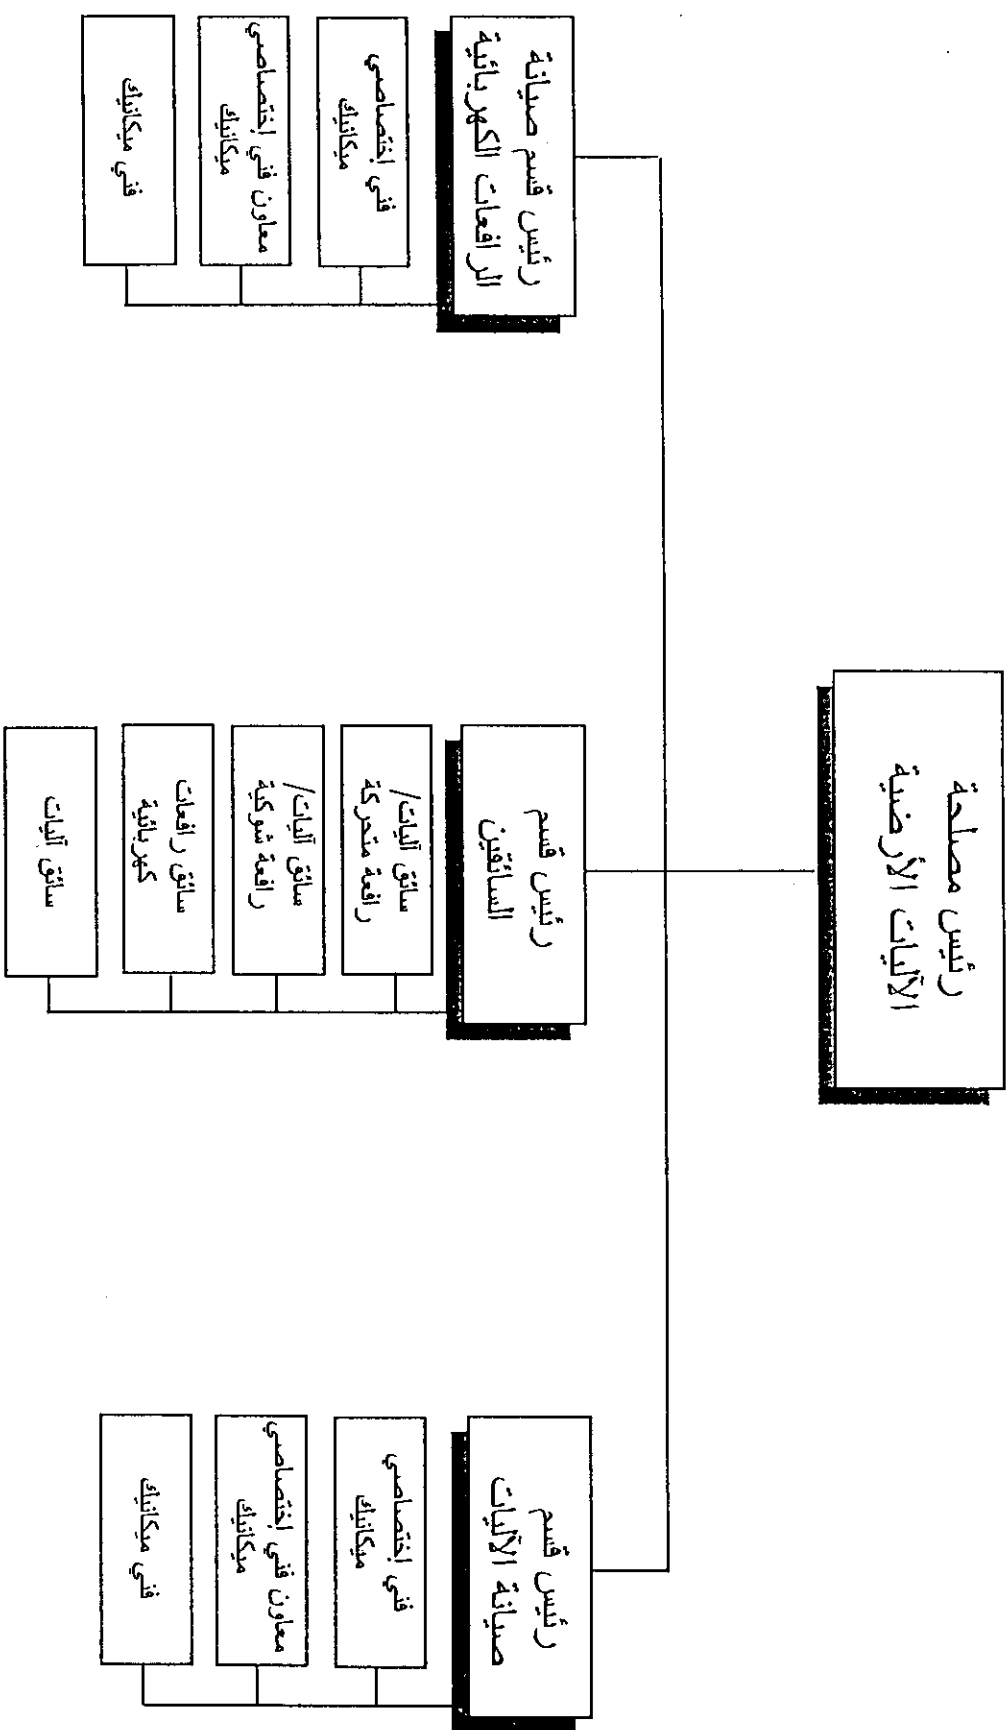 رئيس مصلحة
الآليات الأرضية
رئيس قسم
صيانة الآليات
فني إختصاصي
ميكانيك
معاون فني إختصاصي
ميكانيك
فني ميكانيك
رئيس قسم
السائقين
سائق آليات/
رافعة متحركة
سائق آليات/
رافعة شوكية
سائق رافعات
كهربائية
سائق آليات
رئيس قسم صيانة
الرافعات الكهربائية
فني إختصاصي
ميكانيك
معاون فني إختصاصي
ميكانيك
فني ميكانيك